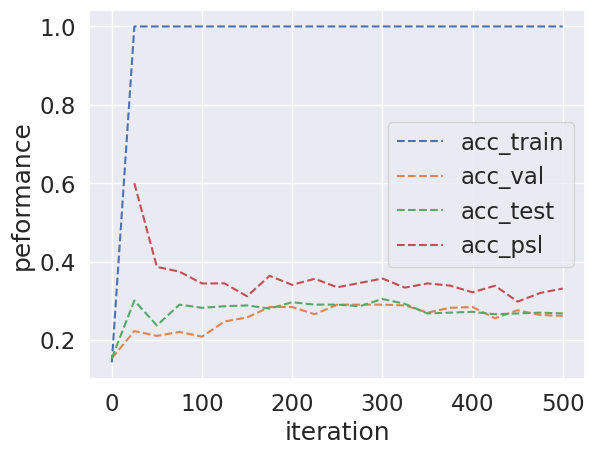 1.0
0.8
0.6
0.4
0.2
peformance
acc_train
acc_val
acc_test
acc_psl
0 100 200 300 400 500
iteration